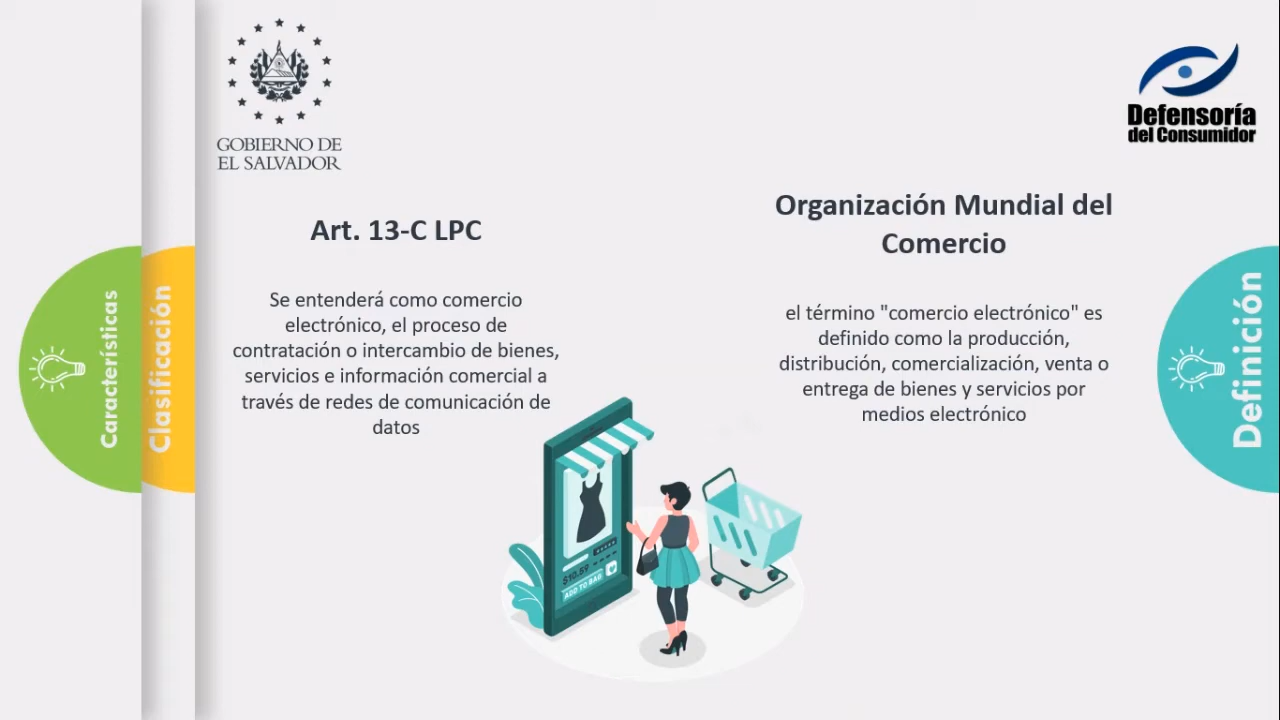 GOBIERNO DE
EL SALVADOR
Defensoría
del Consumidor
Características
Clasificación
Art. 13-C LPC
Se entenderá como comercio
electrónico, el proceso de
contratación o intercambio de bienes,
servicios e información comercial a
través de redes de comunicación de
datos
Organización Mundial del
Comercio
el término "comercio electrónico" es
definido como la producción,
distribución, comercialización, venta o
entrega de bienes y servicios por
medios electrónico
Definición
$10.59
ADD TO BAG